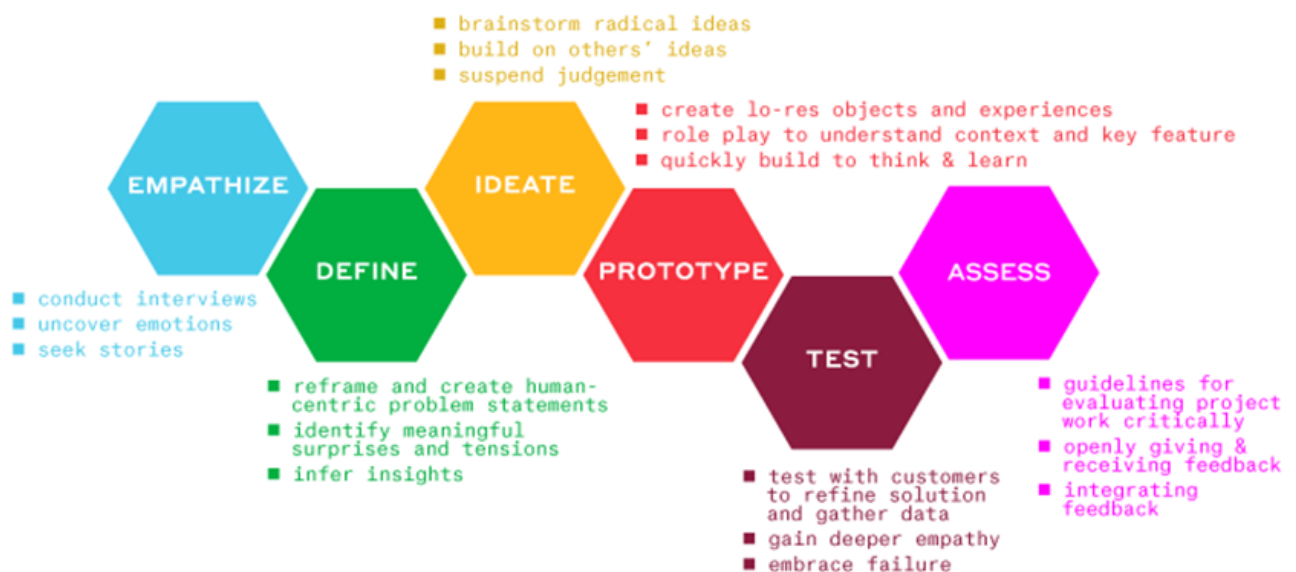 ■ brainstorm radical ideas
■ build on others' ideas
■ suspend judgement
■ create lo-res objects and experiences
■ role play to understand context and key feature
■ quickly build to think & learn
EMPATHIZE
IDEATE
DEFINE
PROTOTYPE
ASSESS
TEST
■ conduct interviews
■ uncover emotions
■ seek stories
■ reframe and create human-
centric problem statements
■ identify meaningful
surprises and tensions
■ infer insights
■ test with customers
to refine solution
and gather data
■ gain deeper empathy
■ embrace failure
■ guidelines for
evaluating project
work critically
■ openly giving &
receiving feedback
■ integrating
feedback